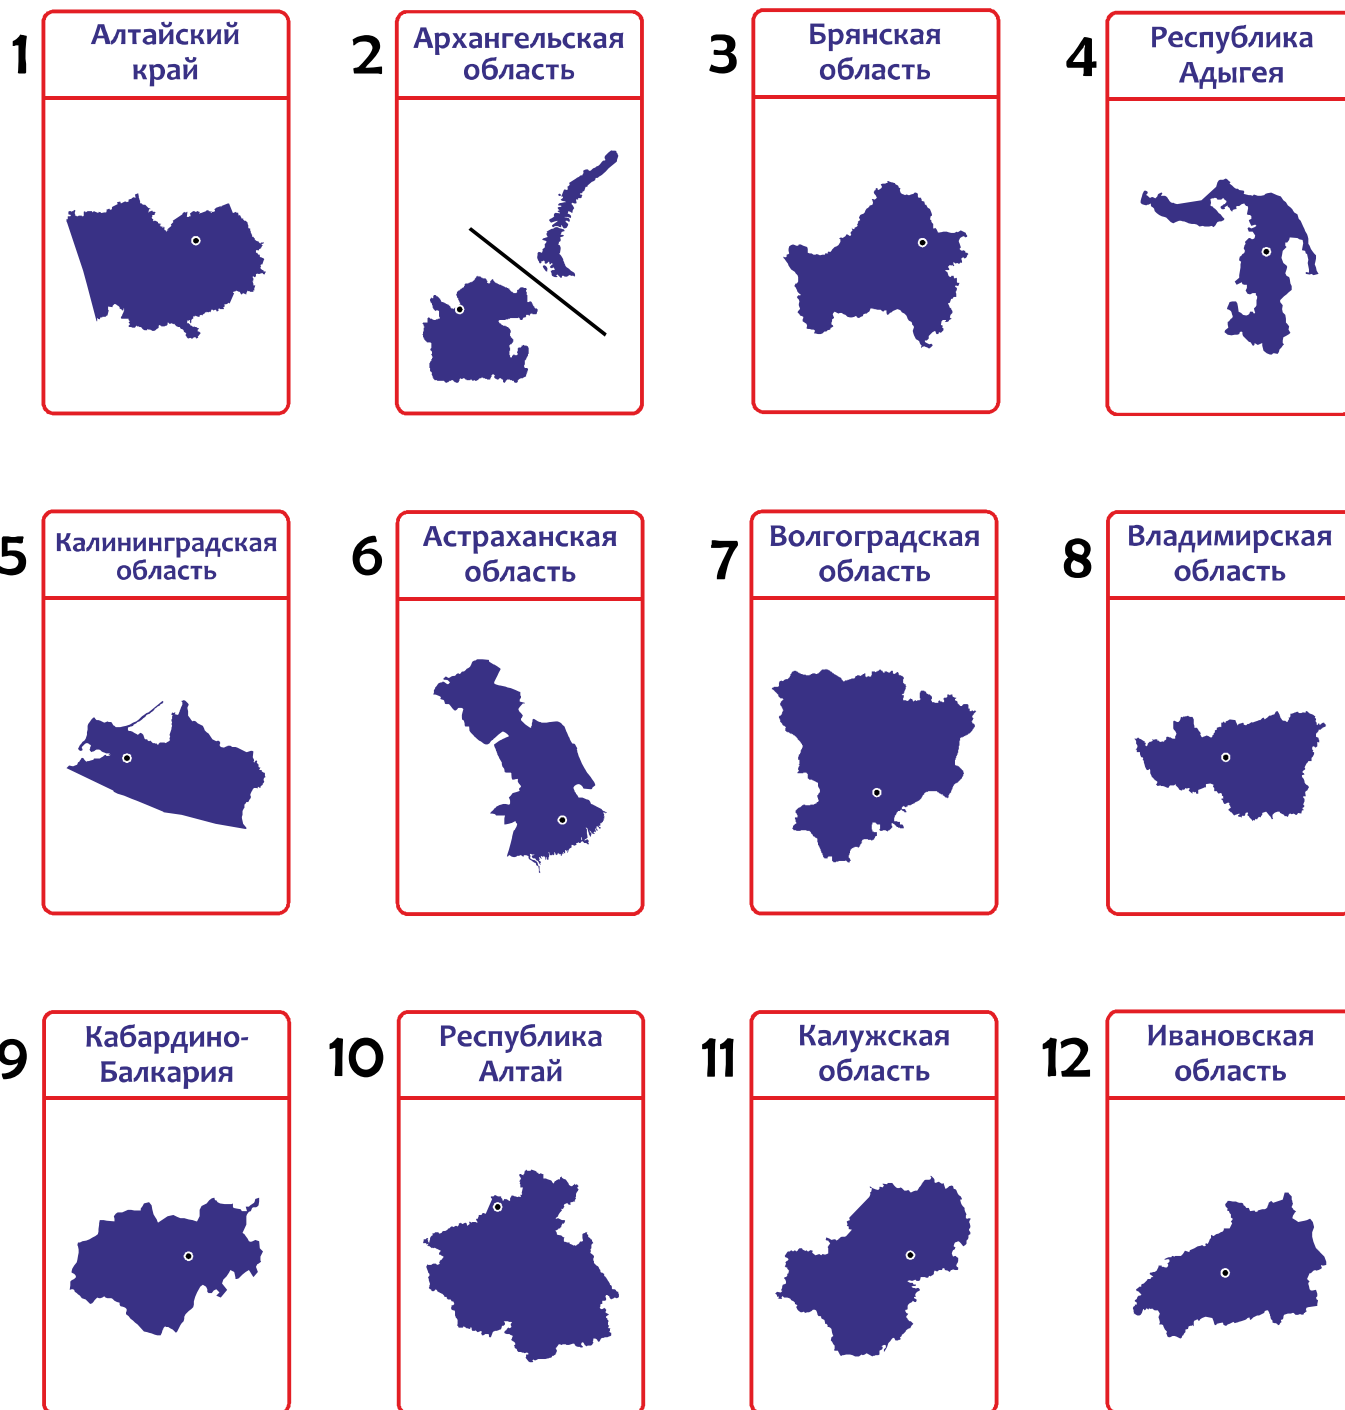 1
Алтайский
край
2
Архангельская
область
3
Брянская
область
4
Республика
Адыгея
5
Калининградская
область
6
Астраханская
область
7
Волгоградская
область
8
Владимирская
область
9
Кабардино-
Балкария
10
Республика
Алтай
11
Калужская
область
12
Ивановская
область